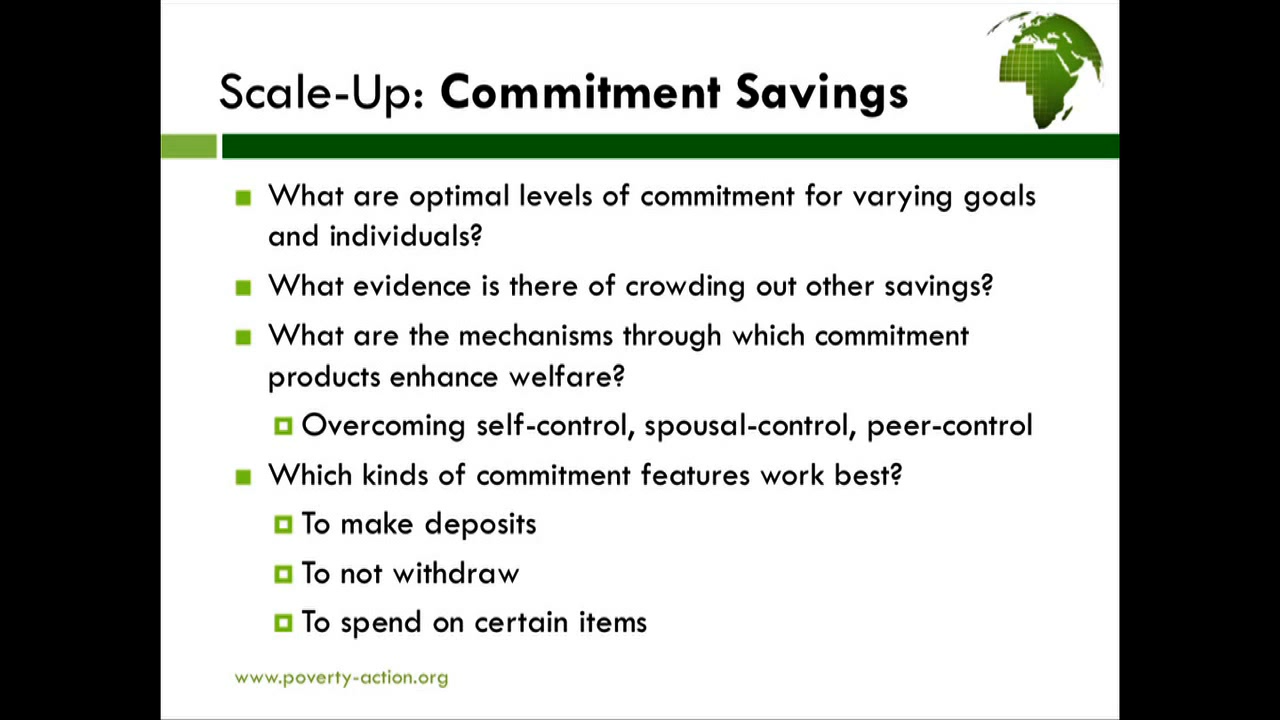 Scale-Up: Commitment Savings
What are optimal levels of commitment for varying goals
and individuals?
What evidence is there of crowding out other savings?
What are the mechanisms through which commitment
products enhance welfare?
Overcoming self-control, spousal-control, peer-control
Which kinds of commitment features work best?
To make deposits
To not withdraw
To spend on certain items
www.poverty-action.org